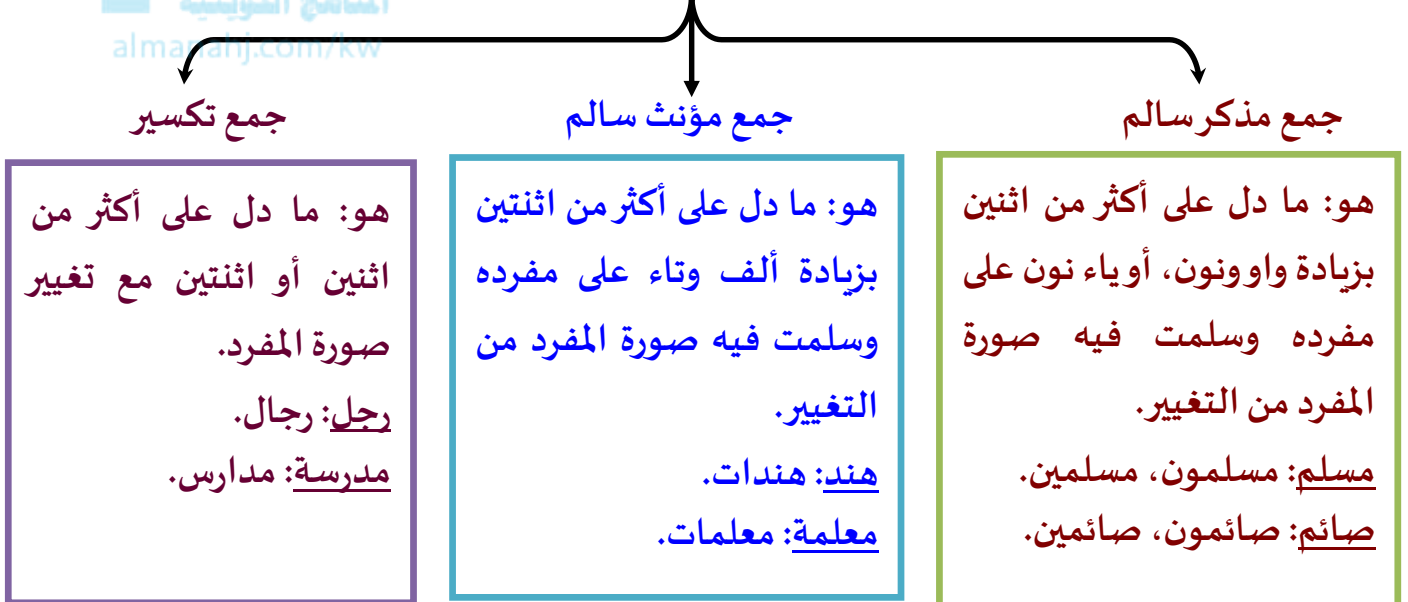 المناهج الكويتية
almanahj.com/kw
جمع مذكر سالم
هو: ما دل على أكثر من اثنين
بزيادة واو ونون، أو ياء نون على
مفرده وسلمت فيه صورة
المفرد من التغيير.
مسلم: مسلمون، مسلمين.
صائم: صائمون، صائمين.
جمع مؤنث سالم
هو: ما دل على أكثر من اثنتين
بزيادة ألف وتاء على مفرده
وسلمت فيه صورة المفرد من
التغيير.
هند: هندات.
معلمة: معلمات.
جمع تكسير
هو: ما دل على أكثر من
اثنين أو اثنتين مع تغيير
صورة المفرد.
رجل: رجال.
مدرسة: مدارس.